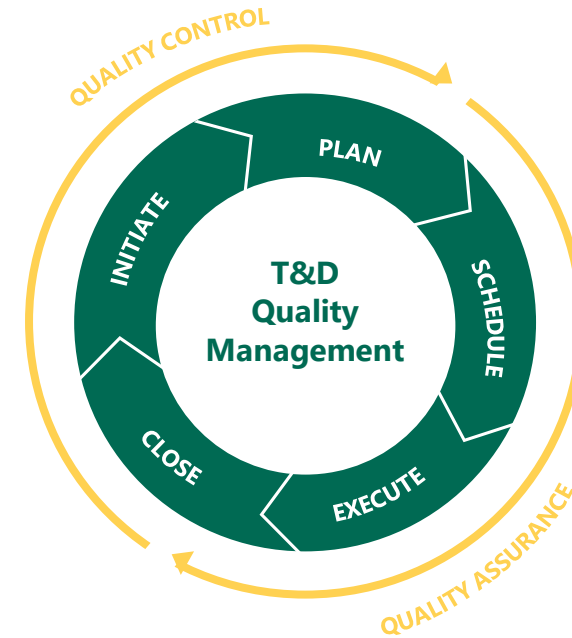 QUALITY CONTROL
PLAN
INITIATE
SCHEDULE
T&D
Quality
Management
CLOSE
EXECUTE
QUALITY ASSURANCE